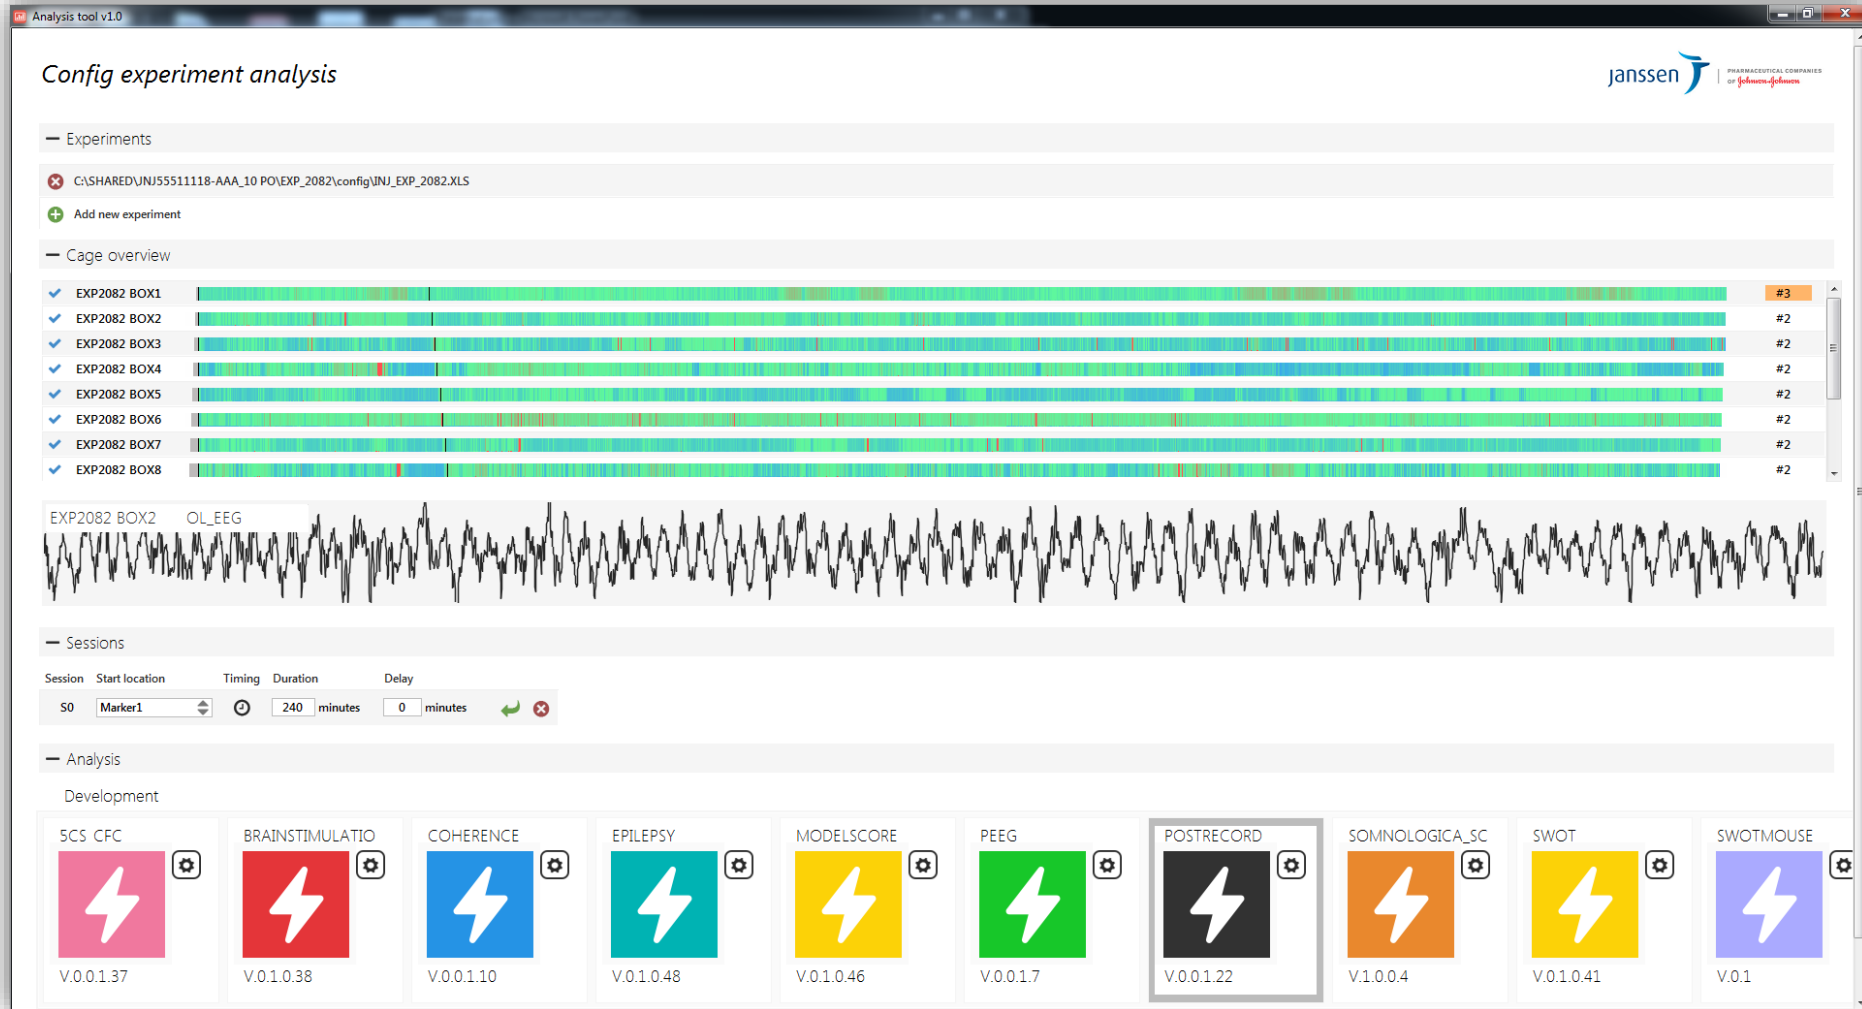 Analysis tool v1.0
Config experiment analysis
janssen
PHARMACEUTICAL COMPANIES
OF Johnson & Johnson
Experiments
C:\SHARED\JNJ55511118-AAA_10 PO\EXP_2082\config\INJ_EXP_2082.XLS
Add new experiment
Cage overview
EXP2082 BOX1 #3
EXP2082 BOX2 #2
EXP2082 BOX3 #2
EXP2082 BOX4 #2
EXP2082 BOX5 #2
EXP2082 BOX6 #2
EXP2082 BOX7 #2
EXP2082 BOX8 #2
EXP2082 BOX2 OL_EEG
Sessions
Session Start location Timing Duration Delay
S0 Marker1 240 minutes 0 minutes
Analysis
Development
5CS CFC BRAINSTIMULATIO COHERENCE EPILEPSY MODELSCORE PEEG POSTRECORD SOMNOLOGICA_SC SWOT SWOTMOUSE
V.0.0.1.37 V.0.1.0.38 V.0.0.1.10 V.0.1.0.48 V.0.1.0.46 V.0.0.1.7 V.0.0.1.22 V.1.0.0.4 V.0.1.0.41 V.0.1